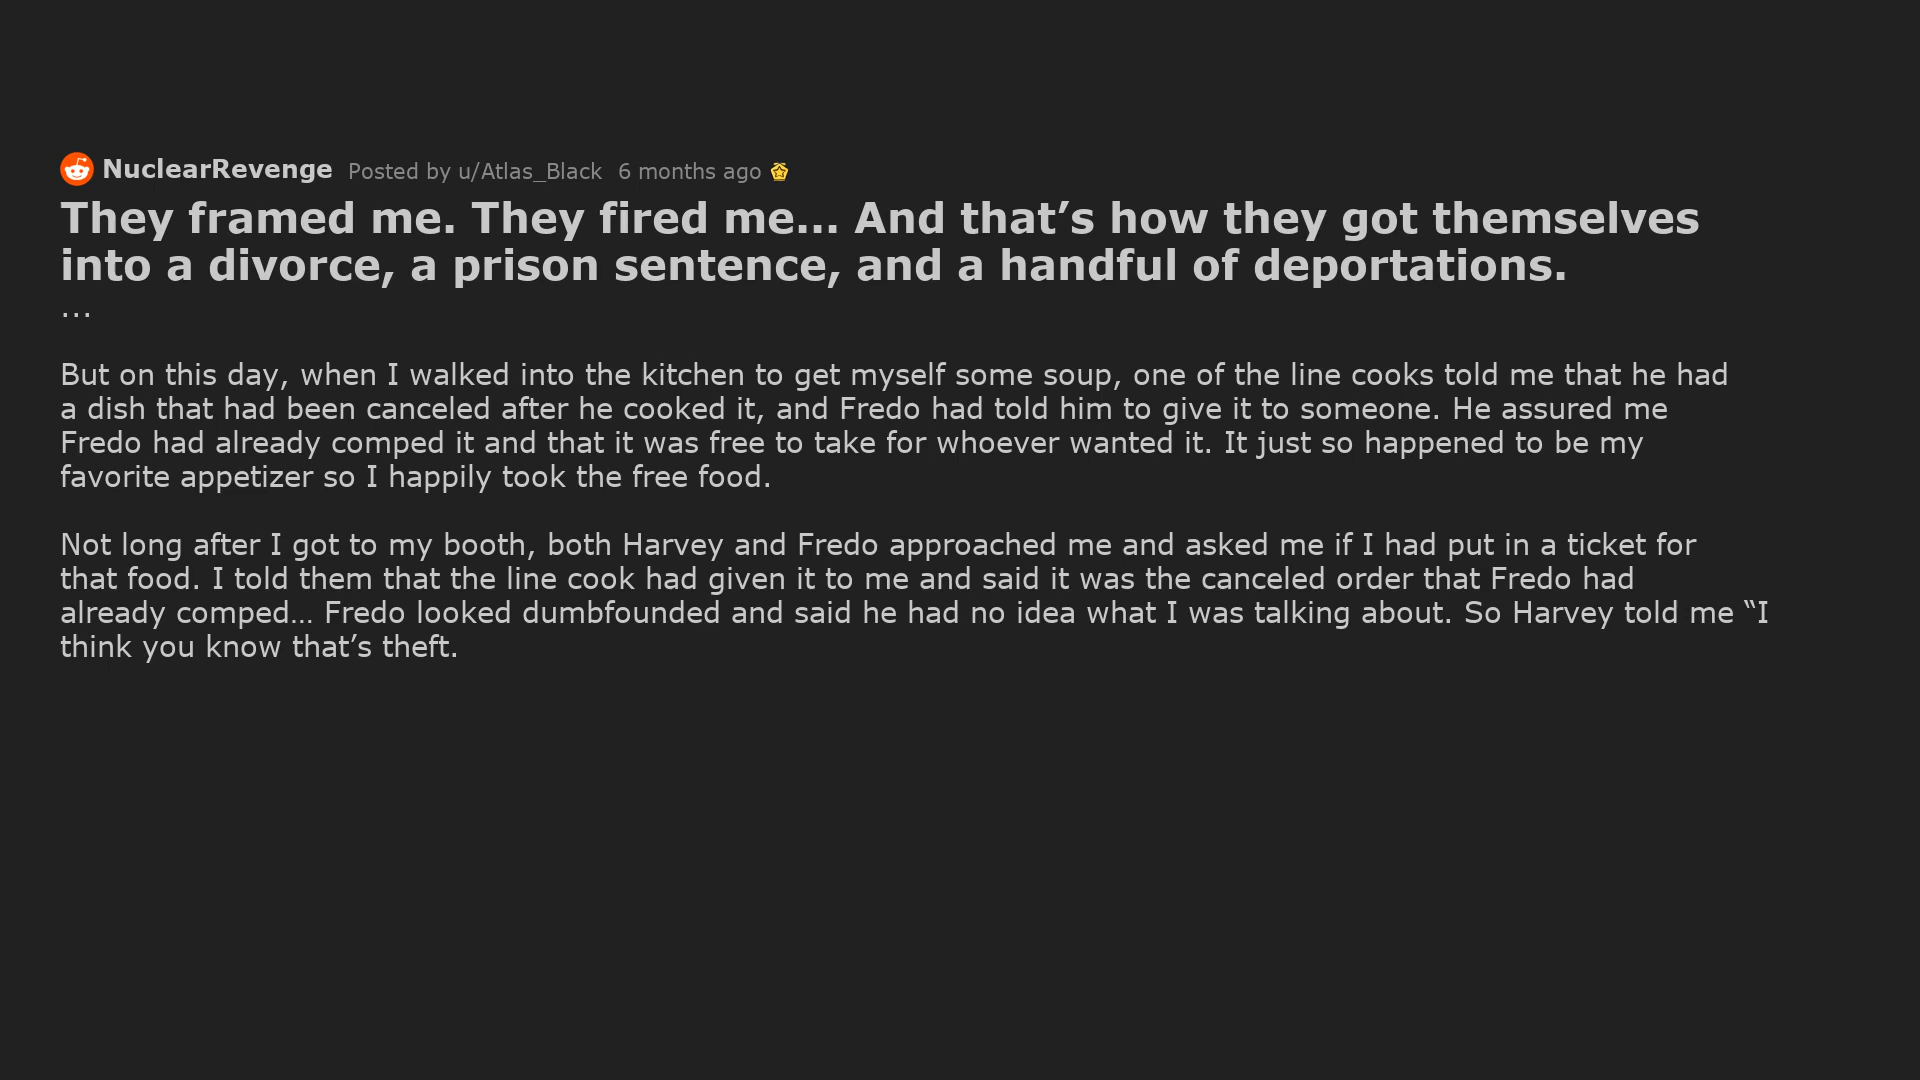 NuclearRevenge Posted by u/Atlas_Black 6 months ago
They framed me. They fired me... And that’s how they got themselves
into a divorce, a prison sentence, and a handful of deportations.
...
But on this day, when I walked into the kitchen to get myself some soup, one of the line cooks told me that he had
a dish that had been canceled after he cooked it, and Fredo had told him to give it to someone. He assured me
Fredo had already comped it and that it was free to take for whoever wanted it. It just so happened to be my
favorite appetizer so I happily took the free food.
Not long after I got to my booth, both Harvey and Fredo approached me and asked me if I had put in a ticket for
that food. I told them that the line cook had given it to me and said it was the canceled order that Fredo had
already comped... Fredo looked dumbfounded and said he had no idea what I was talking about. So Harvey told me “I
think you know that’s theft.